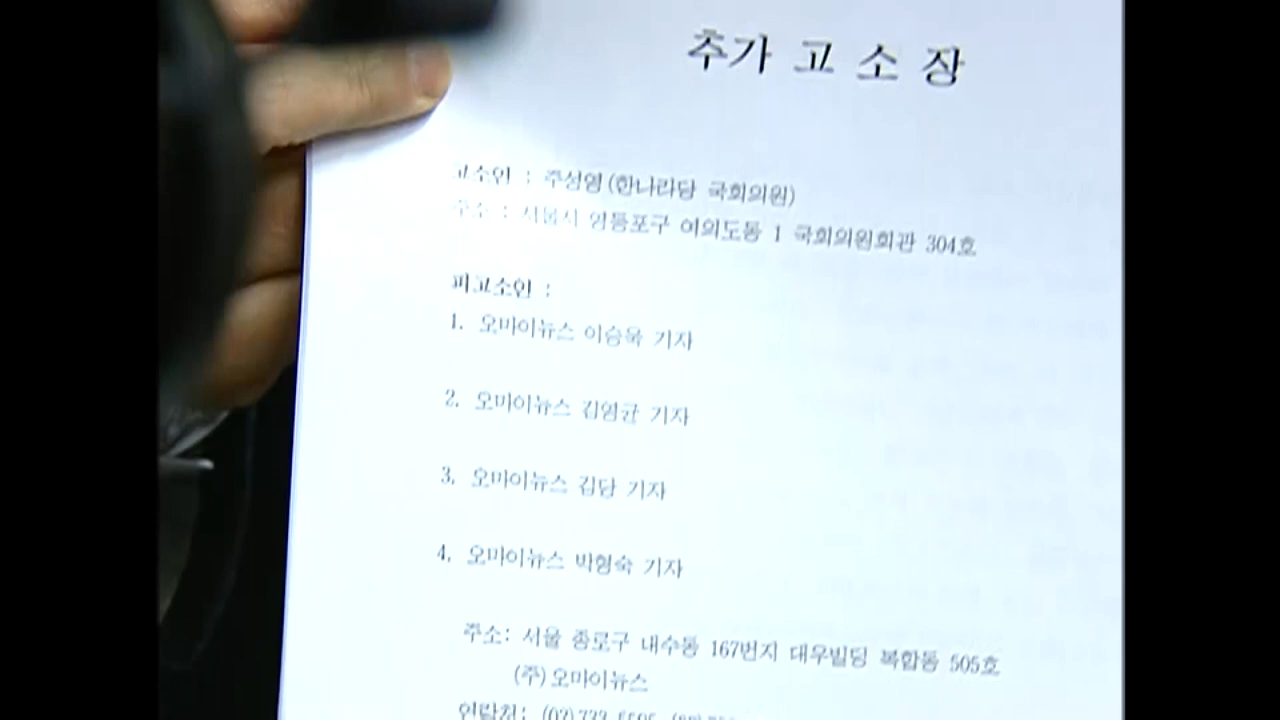 추가 고 소 장
고소인 : 주성영(한나라당 국회의원)
주소 : 서울시 영등포구 여의도동 1 국회의원회관 304호
피고소인 :
1. 오마이뉴스 이승욱 기자
2. 오마이뉴스 김영균 기자
3. 오마이뉴스 김당 기자
4. 오마이뉴스 박형숙 기자
주소: 서울 종로구 내수동 167번지 대우빌딩 복합동 505호
(주)오마이뉴스
연락처: